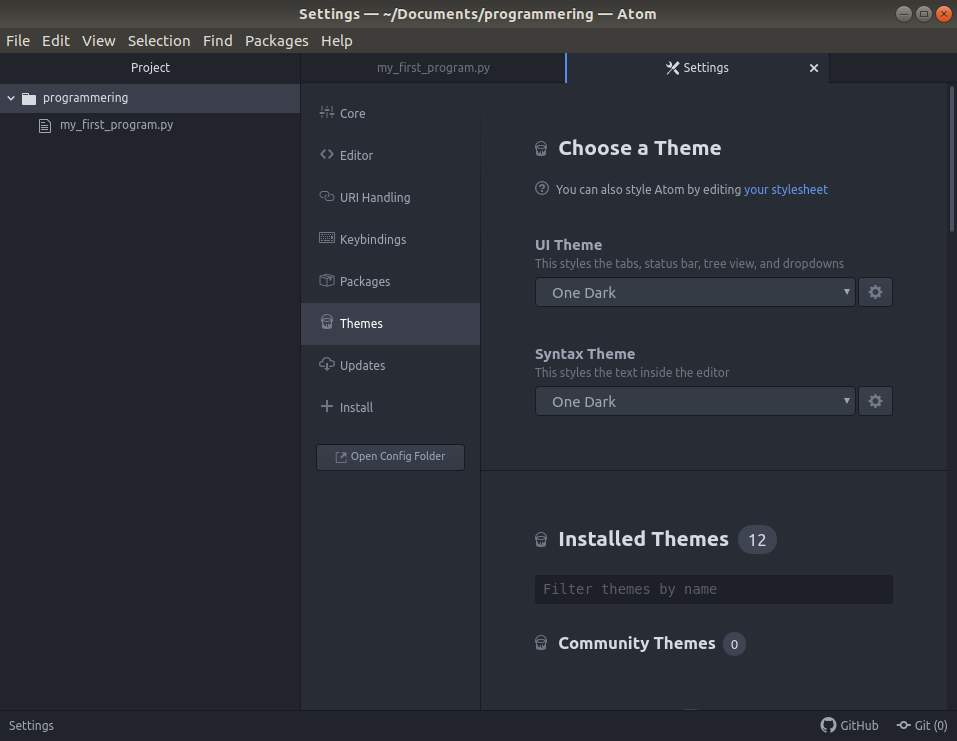 Settings — ~/Documents/programmering — Atom
File Edit View Selection Find Packages Help
Project
my_first_program.py
Settings
programmering
my_first_program.py
Core
Editor
URI Handling
Keybindings
Packages
Themes
Updates
Install
Open Config Folder
Choose a Theme
You can also style Atom by editing your stylesheet
UI Theme
This styles the tabs, status bar, tree view, and dropdowns
One Dark
Syntax Theme
This styles the text inside the editor
One Dark
Installed Themes 12
Filter themes by name
Community Themes 0
Settings
GitHub
Git (0)